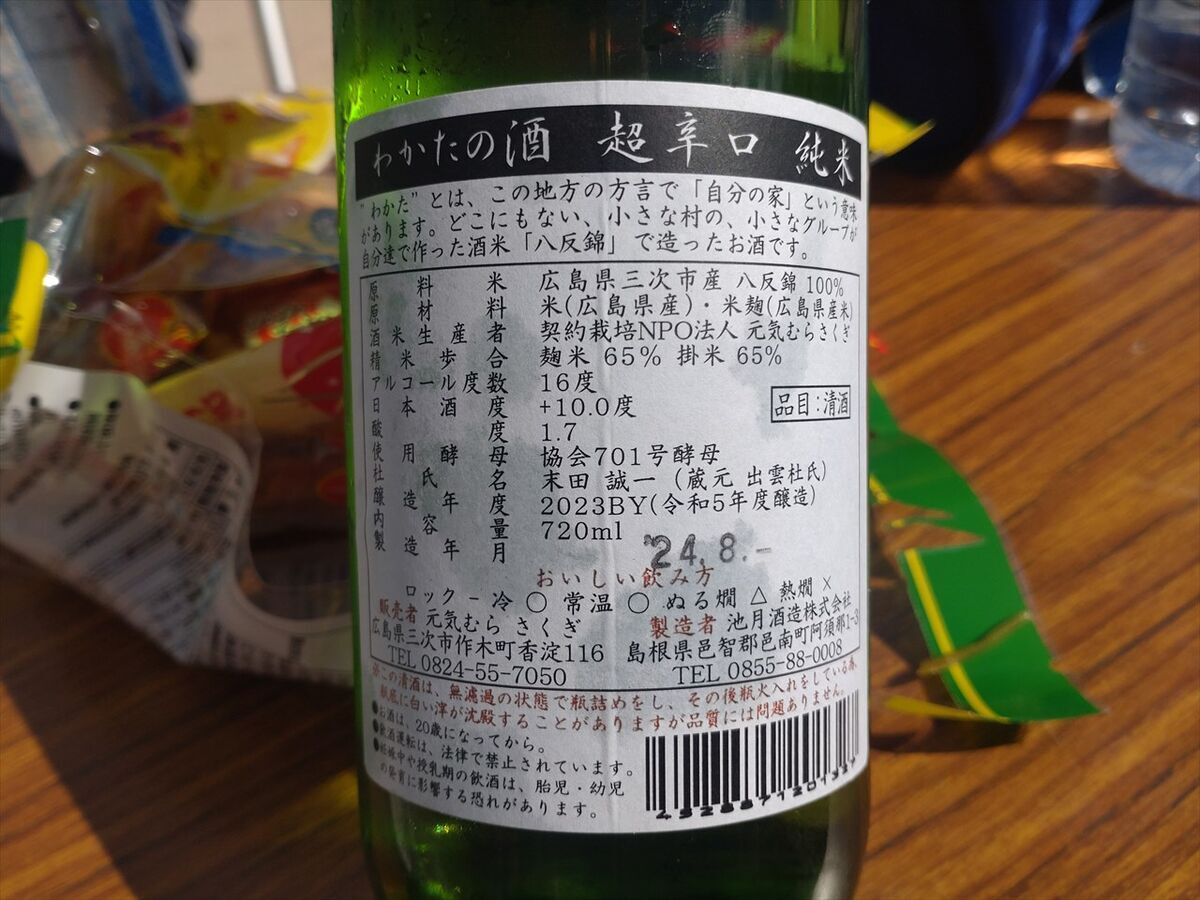 わかたの酒 超辛口 純米
"わかた"とは、この地方の方言で「自分の家」という意味
があります。どこにもない、小さな村の、小さなグループが
自分達で作った酒米「八反錦」で造ったお酒です。
原料米 広島県三次市産 八反錦 100%
原材料 米(広島県産)・米麹(広島県産米)
酒米生産者 契約栽培NPO法人 元気むらさくぎ
精米歩合 麹米 65% 掛米 65%
アルコール度数 16度
日本酒度 +10.0度
品目:清酒
酸度 1.7
使用酵母 協会701号酵母
杜氏名 末田 誠一 (蔵元 出雲杜氏)
醸造年度 2023BY(令和5年度醸造)
内容量 720ml
製造年月 '24.8.-
おいしい飲み方
ロック - 冷 ○ 常温 ○ ぬる燗 △ 熱燗 ×
販売者 元気むら さくぎ
広島県三次市作木町香淀116
TEL 0824-55-7050
製造者 池月酒造株式会社
島根県邑智郡邑南町阿須那1-3
TEL 0855-88-0008
※この清酒は、無濾過の状態で瓶詰めをし、その後瓶火入れをしている為、
瓶底に白い滓が沈殿することがありますが品質には問題ありません。
●お酒は、20歳になってから。
●飲酒運転は、法律で禁止されています。
●妊娠中や授乳期の飲酒は、胎児・幼児
の発育に影響する恐れがあります。